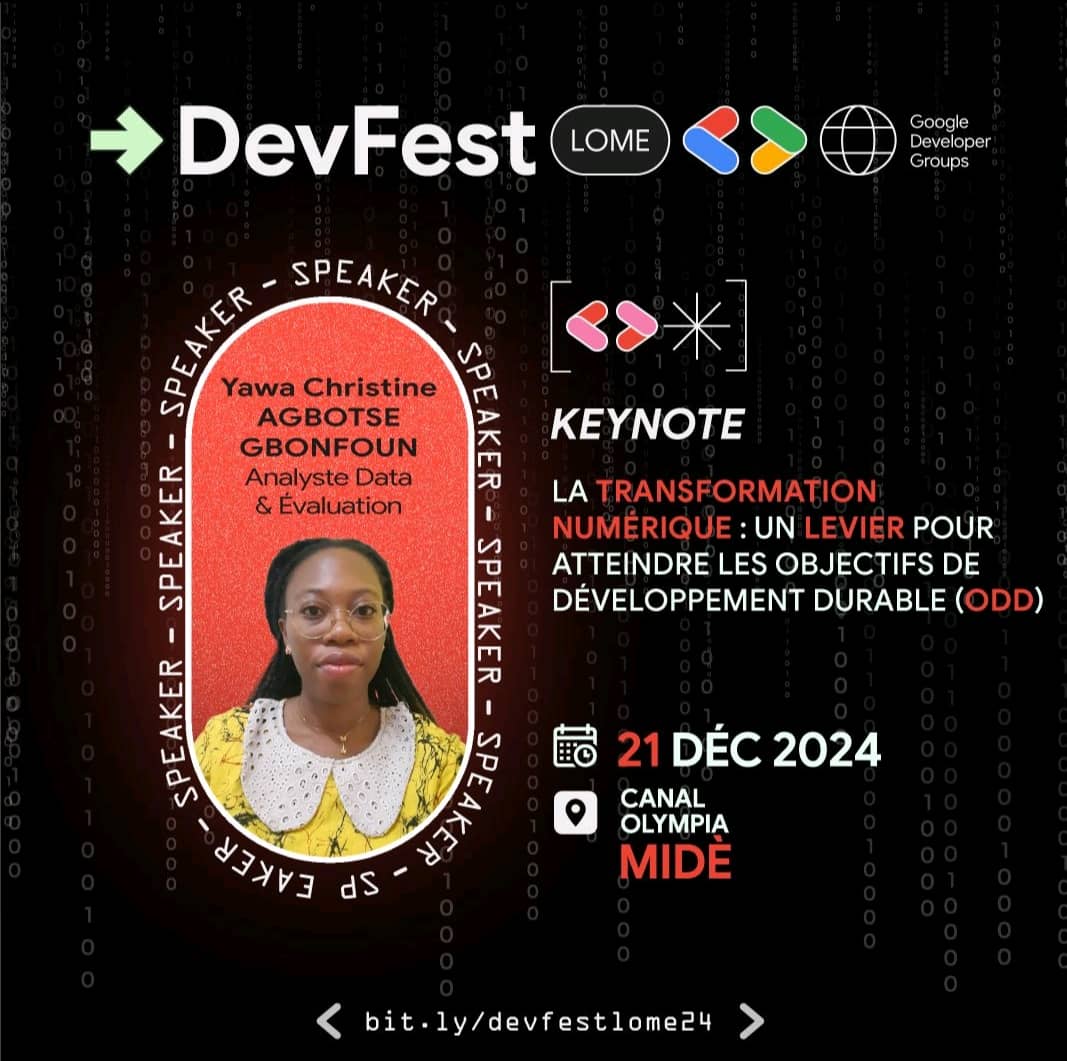 DevFest
LOME
Google
Developer
Groups
SPEAKER - SPEAKER - SPEAKER - SPEAKER - SPEAKER - SP EAKER - SPEAKER - SPEAKER - SPEAKER -
Yawa Christine
AGBOTSE
GBONFOUN
Analyste Data
& Évaluation
KEYNOTE
LA TRANSFORMATION
NUMÉRIQUE : UN LEVIER POUR
ATTEINDRE LES OBJECTIFS DE
DÉVELOPPEMENT DURABLE (ODD)
21 DÉC 2024
CANAL
OLYMPIA
MIDÈ
< bit.ly/devfestlome24 >